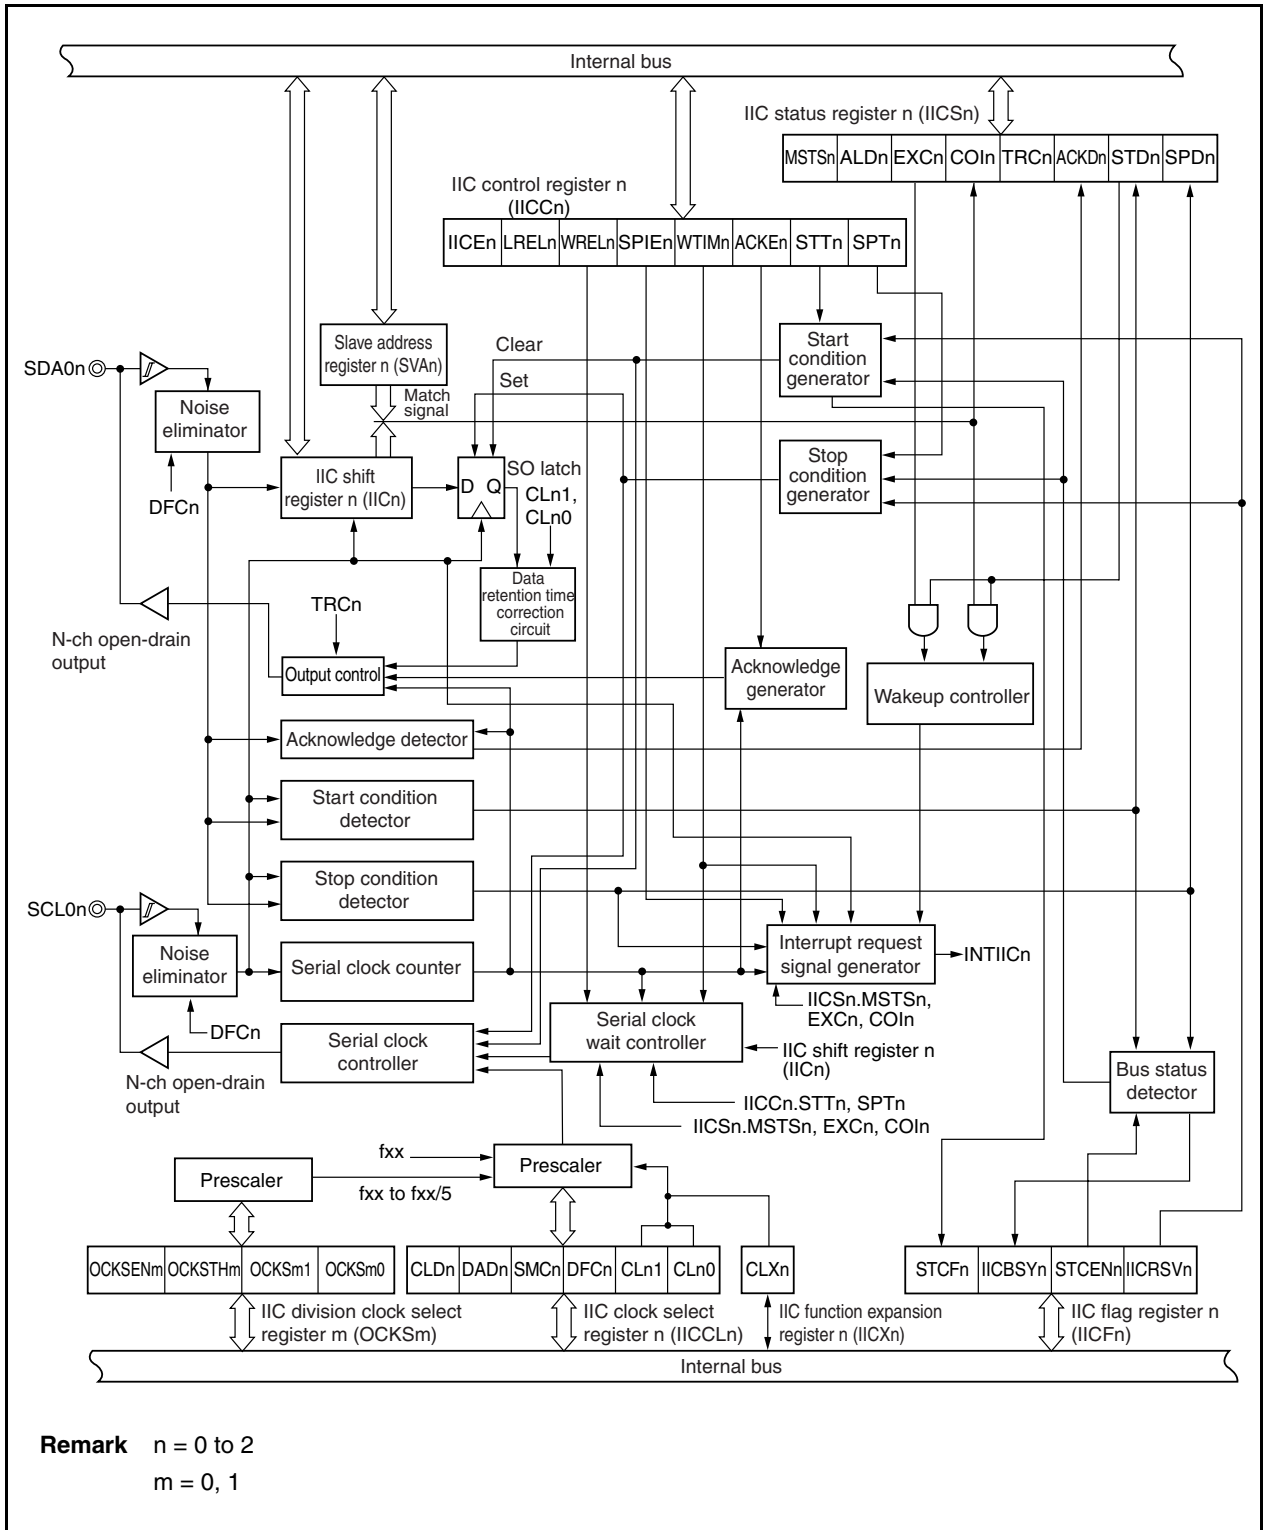 Internal bus
IIC status register n (IICSn)
MSTSn ALDn EXCn COIn TRCn ACKDn STDn SPDn
IIC control register n
(IICCn)
IICEn LRELn WRELn SPIEn WTIMn ACKEn STTn SPTn
Slave address
register n (SVAn)
Clear
Start
condition
generator
SDA0n
Set
Match
signal
Noise
eliminator
Stop
condition
generator
IIC shift
register n (IICn)
D Q
SO latch
CLn1,
CLn0
DFCn
Data
retention time
correction
circuit
TRCn
N-ch open-drain
output
Output control
Acknowledge
generator
Wakeup controller
Acknowledge detector
Start condition
detector
Stop condition
detector
SCL0n
Noise
eliminator
Serial clock counter
Interrupt request
signal generator
INTIICn
IICSn.MSTSn,
EXCn, COIn
DFCn
Serial clock
controller
Serial clock
wait controller
IIC shift register n
(IICn)
Bus status
detector
N-ch open-drain
output
IICCn.STTn, SPTn
IICSn.MSTSn, EXCn, COIn
fxx
Prescaler
Prescaler
fxx to fxx/5
OCKSENm OCKSTHm OCKSm1 OCKSm0
CLDn DADn SMCn DFCn CLn1 CLn0
CLXn
STCFn IICBSYn STCENn IICRSVn
IIC division clock select
register m (OCKSm)
IIC clock select
register n (IICCLn)
IIC function expansion
register n (IICXn)
IIC flag register n
(IICFn)
Internal bus
Remark n = 0 to 2
m = 0, 1